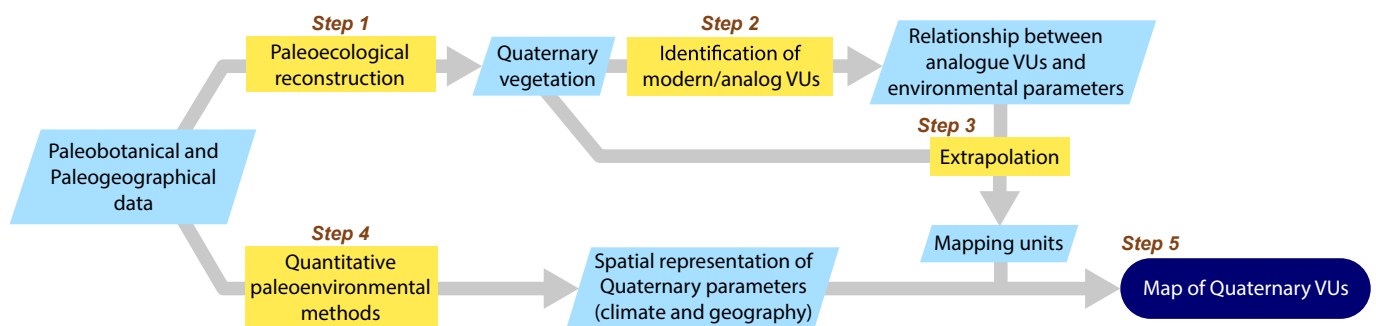 Step 1
Paleoecological
reconstruction
Quaternary
vegetation
Step 2
Identification of
modern/analog VUs
Relationship between
analogue VUs and
environmental parameters
Step 3
Extrapolation
Paleobotanical and
Paleogeographical
data
Step 4
Quantitative
paleoenvironmental
methods
Spatial representation of
Quaternary parameters
(climate and geography)
Mapping units
Step 5
Map of Quaternary VUs